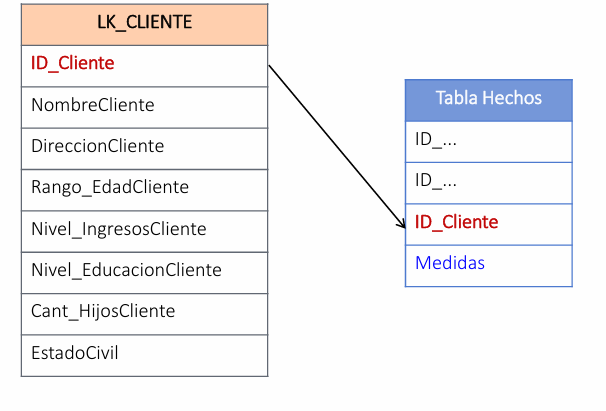 LK_CLIENTE
ID_Cliente
NombreCliente
DireccionCliente
Rango_EdadCliente
Nivel_IngresosCliente
Nivel_EducacionCliente
Cant_HijosCliente
EstadoCivil
Tabla Hechos
ID_...
ID_...
ID_Cliente
Medidas